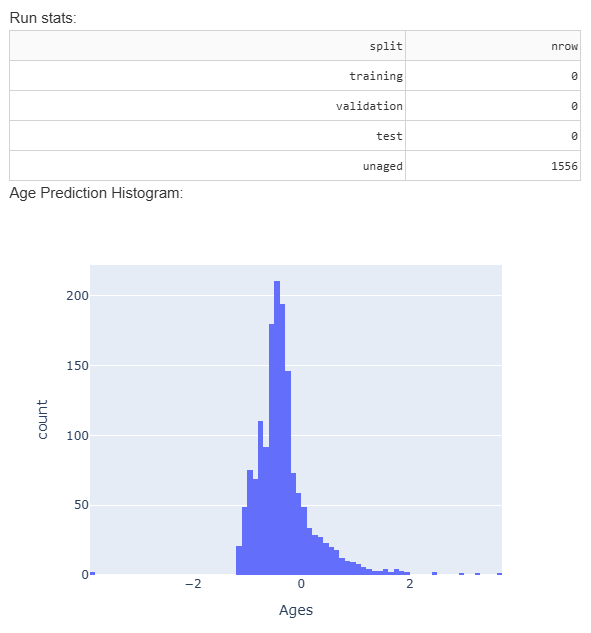 Run stats:
split nrow
training 0
validation 0
test 0
unaged 1556
Age Prediction Histogram:
200
150
100
50
0
−2 0 2
count
Ages